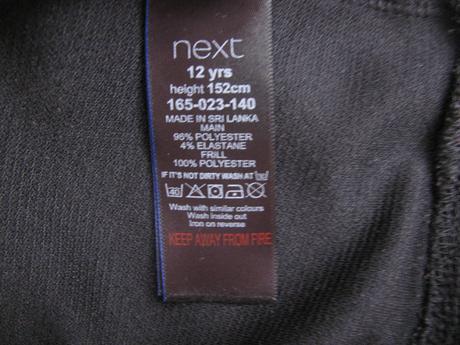 next
12 yrs
height 152cm
165-023-140
MADE IN SRI LANKA
MAIN
96% POLYESTER
4% ELASTANE
FRILL
100% POLYESTER
IF IT'S NOT DIRTY WASH AT
40
Wash with similar colours
Wash inside out
Iron on reverse
KEEP AWAY FROM FIRE